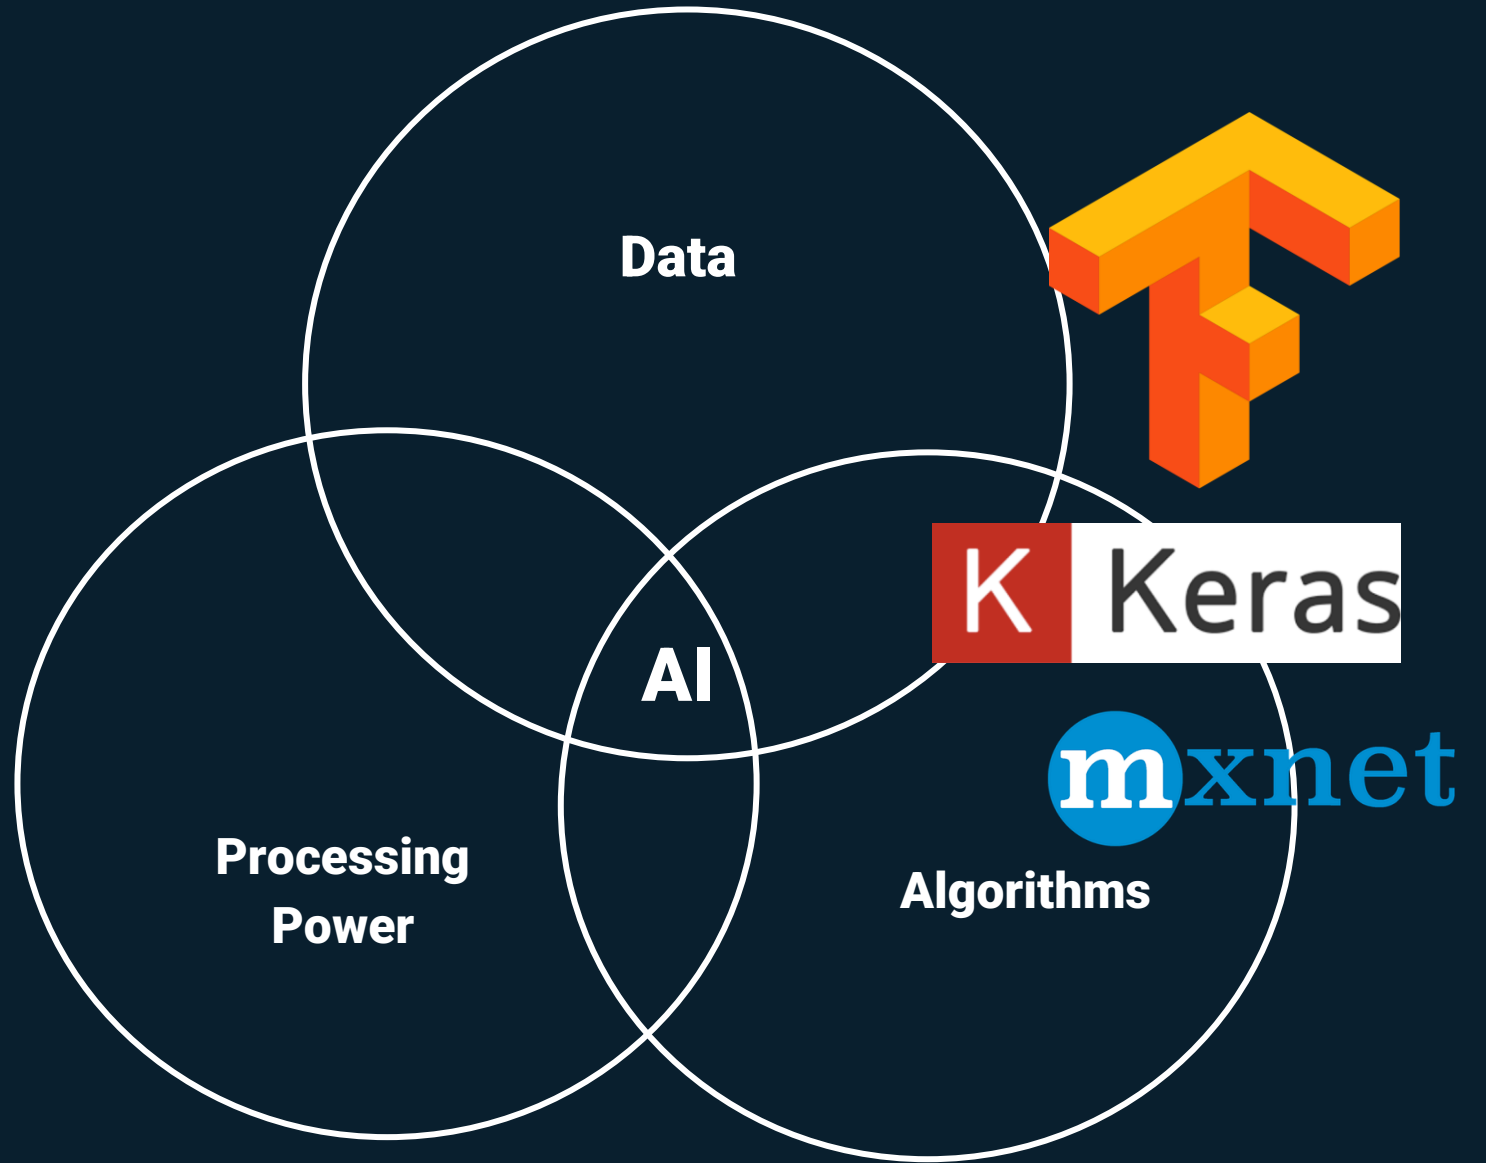 Data
K Keras
AI
mxnet
Processing
Power
Algorithms